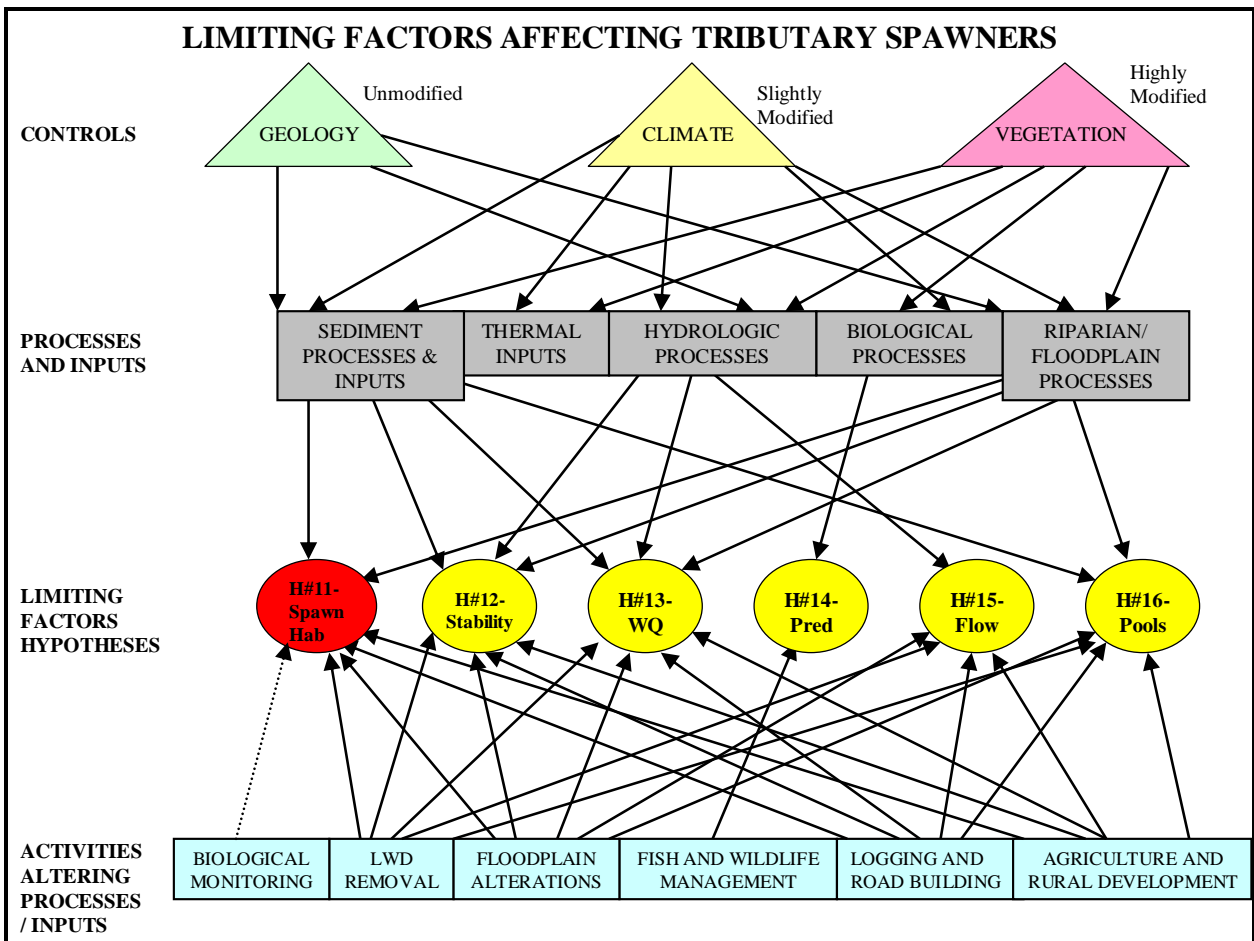 LIMITING FACTORS AFFECTING TRIBUTARY SPAWNERS
CONTROLS
GEOLOGY
Unmodified
CLIMATE
Slightly
Modified
VEGETATION
Highly
Modified
PROCESSES
AND INPUTS
SEDIMENT
PROCESSES &
INPUTS
THERMAL
INPUTS
HYDROLOGIC
PROCESSES
BIOLOGICAL
PROCESSES
RIPARIAN/
FLOODPLAIN
PROCESSES
LIMITING
FACTORS
HYPOTHESES
H#11-
Spawn
Hab
H#12-
Stability
H#13-
WQ
H#14-
Pred
H#15-
Flow
H#16-
Pools
ACTIVITIES
ALTERING
PROCESSES
/ INPUTS
BIOLOGICAL
MONITORING
LWD
REMOVAL
FLOODPLAIN
ALTERATIONS
FISH AND WILDLIFE
MANAGEMENT
LOGGING AND
ROAD BUILDING
AGRICULTURE AND
RURAL DEVELOPMENT